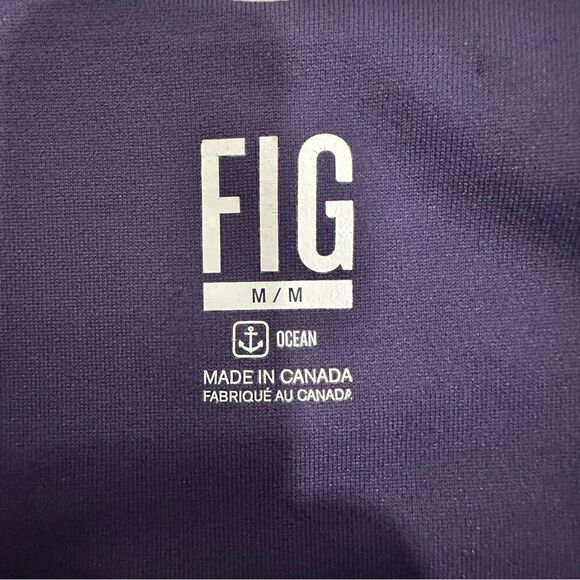 FIG
M / M
OCEAN
MADE IN CANADA
FABRIQUÉ AU CANADA